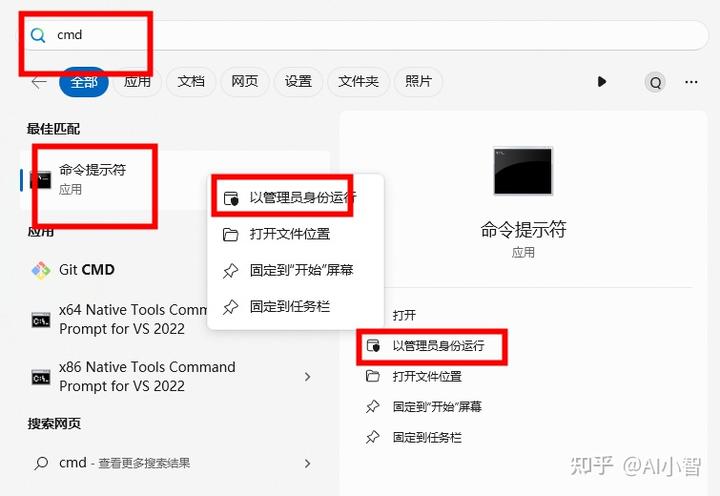 cmd
全部 应用 文档 网页 设置 文件夹 照片 Q
最佳匹配
命令提示符
应用
应用
Git CMD
x64 Native Tools Comm
Prompt for VS 2022
x86 Native Tools Command
Prompt for VS 2022
搜索网页
cmd - 查看更多搜索结果
以管理员身份运行
打开文件位置
固定到"开始"屏幕
固定到任务栏
命令提示符
应用
打开
以管理员身份运行
打开文件位置
固定到"开始"屏幕
固定到任务栏
知乎 @AI小智